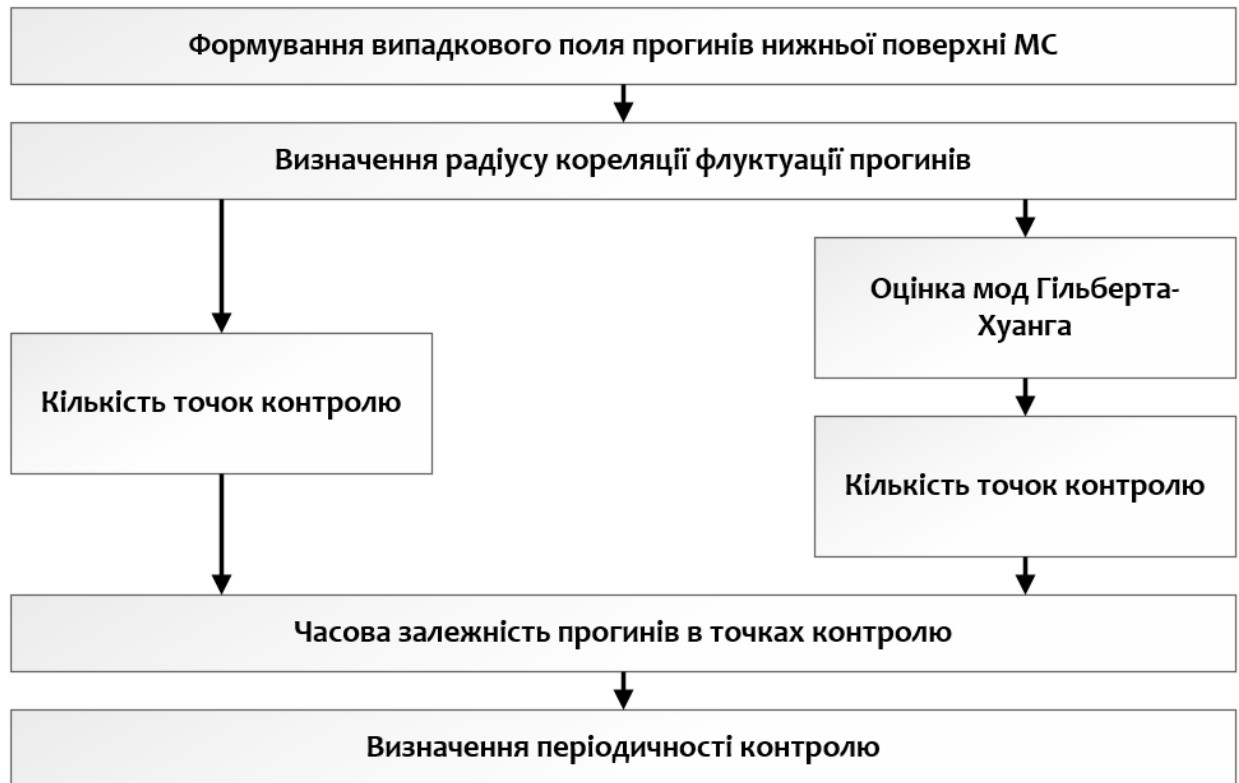 Формування випадкового поля прогинів нижньої поверхні МС
Визначення радіусу кореляції флуктуації прогинів
Оцінка мод Гільберта-
Хуанга
Кількість точок контролю
Кількість точок контролю
Часова залежність прогинів в точках контролю
Визначення періодичності контролю